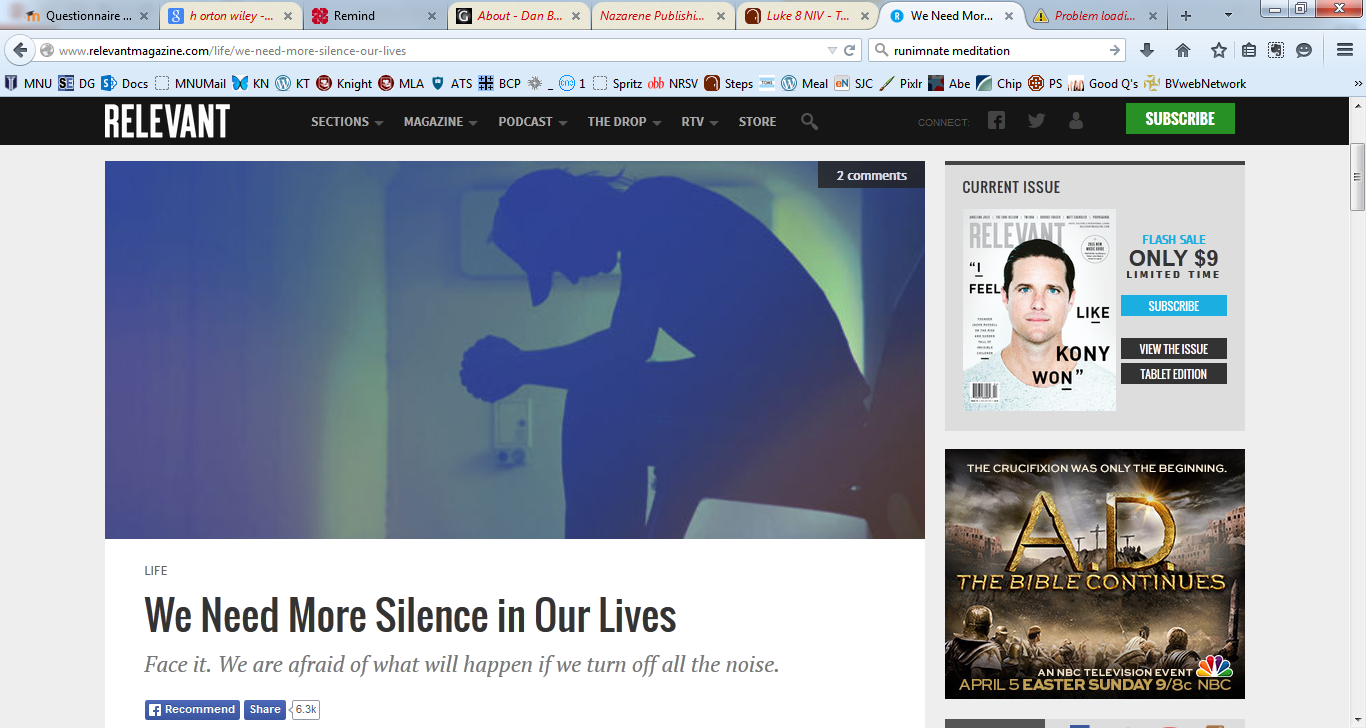 Questionnaire ...
h orton wiley -...
Remind
About - Dan B...
Nazarene Publishi...
Luke 8 NIV - T...
We Need Mor...
Problem loadi...
www.relevantmagazine.com/life/we-need-more-silence-our-lives
runimnate meditation
MNU SE DG Docs MNUMail KN KT Knight MLA ATS BCP _ 1 Spritz obb NRSV Steps Meal eN SJC Pixlr Abe Chip PS Good Q's BVwebNetwork »
RELEVANT
SECTIONS MAGAZINE PODCAST THE DROP RTV STORE
CONNECT:
SUBSCRIBE
2 comments
LIFE
We Need More Silence in Our Lives
Face it. We are afraid of what will happen if we turn off all the noise.
Recommend Share 6.3k
CURRENT ISSUE
RELEVANT
“I
FEEL
LIKE
KONY
WON”
FLASH SALE
ONLY $9
LIMITED TIME
SUBSCRIBE
VIEW THE ISSUE
TABLET EDITION
THE CRUCIFIXION WAS ONLY THE BEGINNING.
A.D.
THE BIBLE CONTINUES
AN NBC TELEVISION EVENT
APRIL 5 EASTER SUNDAY 9/8c NBC